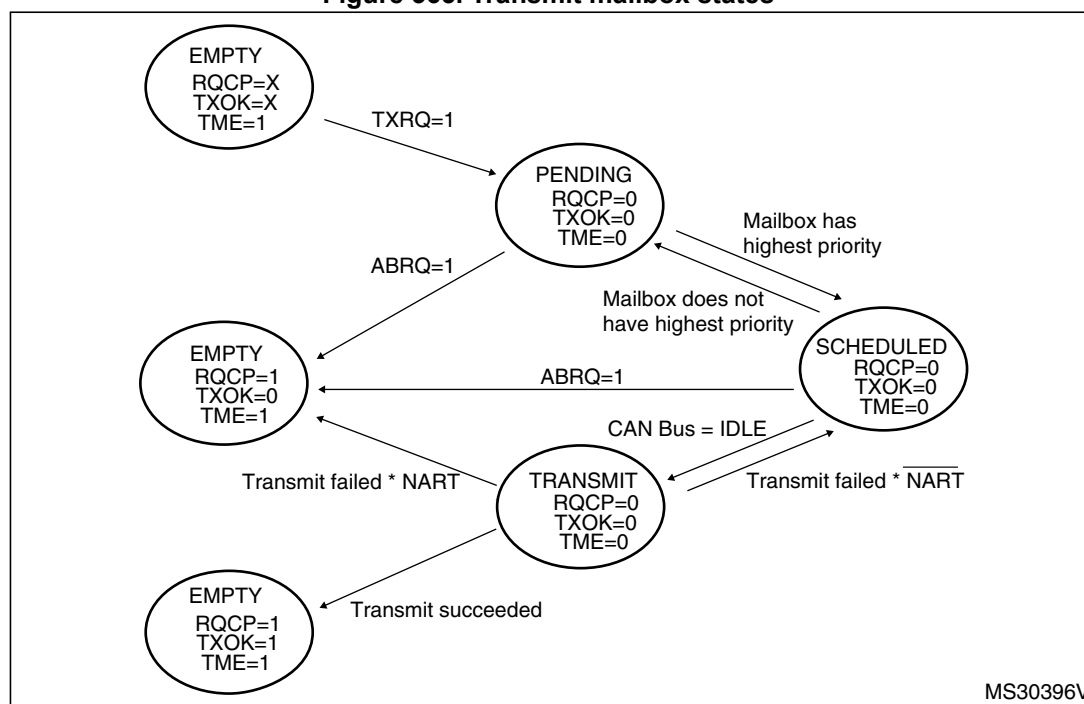 Transmit mailbox states
EMPTY
RQCP=X
TXOK=X
TME=1
TXRQ=1
PENDING
RQCP=0
TXOK=0
TME=0
Mailbox has
highest priority
ABRQ=1
Mailbox does not
have highest priority
EMPTY
RQCP=1
TXOK=0
TME=1
SCHEDULED
RQCP=0
TXOK=0
TME=0
ABRQ=1
CAN Bus = IDLE
Transmit failed * NART
TRANSMIT
RQCP=0
TXOK=0
TME=0
Transmit failed * N̅A̅R̅T̅
EMPTY
RQCP=1
TXOK=1
TME=1
Transmit succeeded
MS30396V